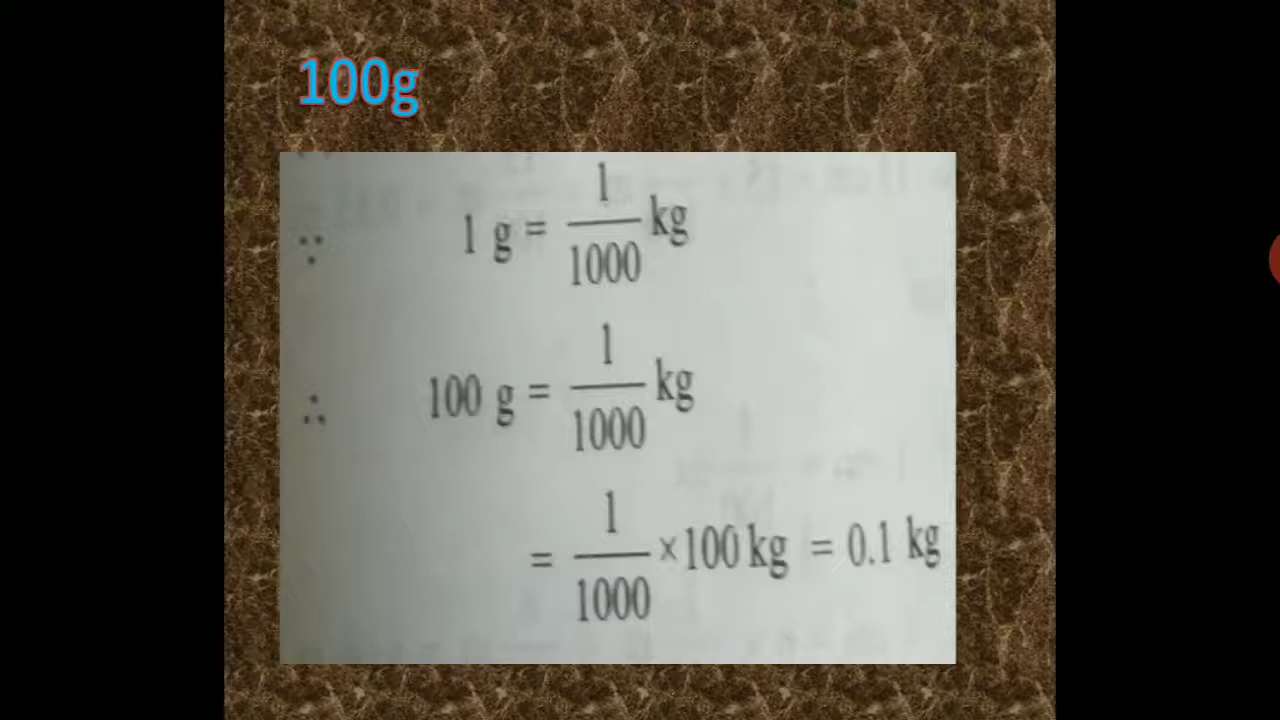 100g
∵ 1 g = 1/1000 kg
∴ 100 g = 1/1000 kg
= 1/1000 ×100 kg = 0.1 kg